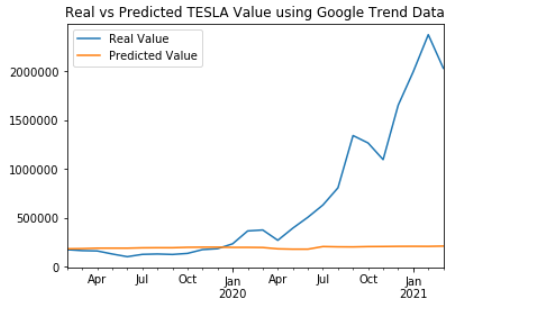 Real vs Predicted TESLA Value using Google Trend Data
Real Value
Predicted Value
2000000
1500000
1000000
500000
0
Apr Jul Oct Jan Apr Jul Oct Jan
2020 2021